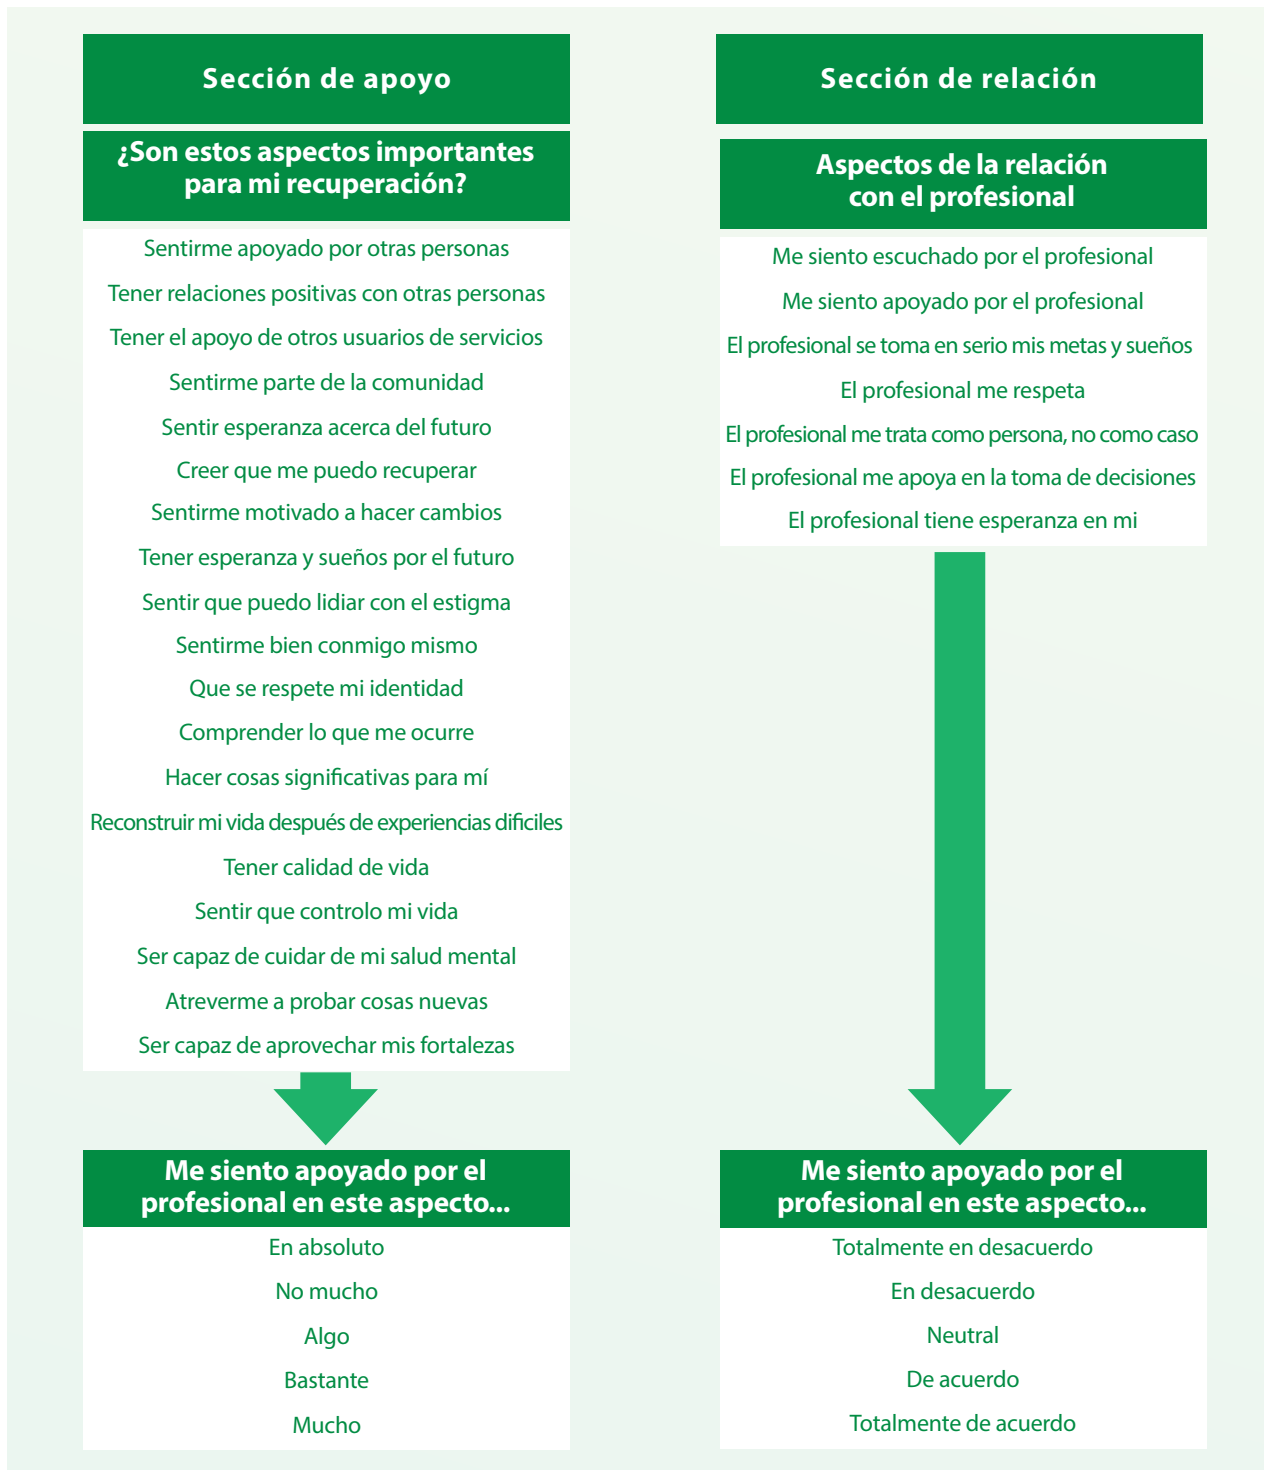 Sección de apoyo
¿Son estos aspectos importantes
para mi recuperación?
Sentirme apoyado por otras personas
Tener relaciones positivas con otras personas
Tener el apoyo de otros usuarios de servicios
Sentirme parte de la comunidad
Sentir esperanza acerca del futuro
Creer que me puedo recuperar
Sentirme motivado a hacer cambios
Tener esperanza y sueños por el futuro
Sentir que puedo lidiar con el estigma
Sentirme bien conmigo mismo
Que se respete mi identidad
Comprender lo que me ocurre
Hacer cosas significativas para mí
Reconstruir mi vida después de experiencias dificiles
Tener calidad de vida
Sentir que controlo mi vida
Ser capaz de cuidar de mi salud mental
Atreverme a probar cosas nuevas
Ser capaz de aprovechar mis fortalezas
Me siento apoyado por el
profesional en este aspecto...
En absoluto
No mucho
Algo
Bastante
Mucho
Sección de relación
Aspectos de la relación
con el profesional
Me siento escuchado por el profesional
Me siento apoyado por el profesional
El profesional se toma en serio mis metas y sueños
El profesional me respeta
El profesional me trata como persona, no como caso
El profesional me apoya en la toma de decisiones
El profesional tiene esperanza en mi
Me siento apoyado por el
profesional en este aspecto...
Totalmente en desacuerdo
En desacuerdo
Neutral
De acuerdo
Totalmente de acuerdo